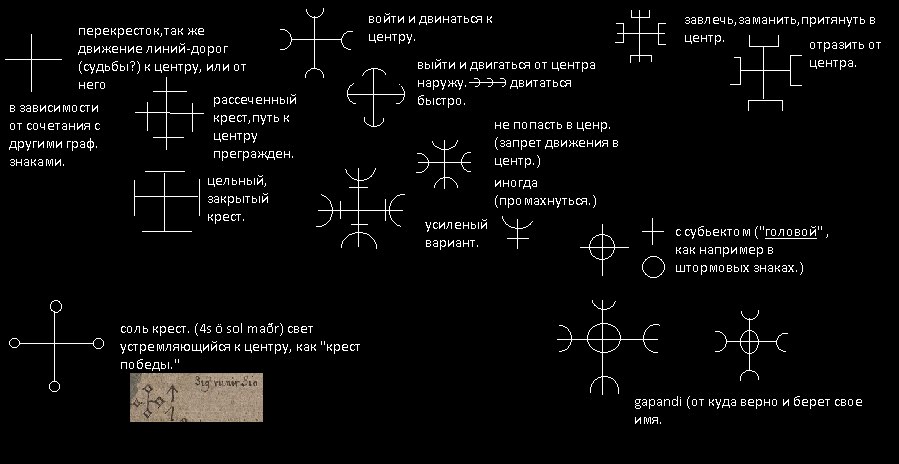 перекресток,так же
движение линий-дорог
(судьбы?) к центру, или от
него
в зависимости
от сочетания с
другими граф.
знаками.
рассеченный
крест,путь к
центру
прегражден.
цельный,
закрытый
крест.
войти и двинаться к
центру.
выйти и двигаться от центра
наружу.
двитаться
быстро.
не попасть в ценр.
(запрет движения в
центр.)
иногда
(промахнуться.)
усиленый
вариант.
завлечь,заманить,притянуть в
центр.
отразить от
центра.
с субьектом ("головой" ,
как например в
штормовых знаках.)
соль крест. (4s ö sol maðr) свет
устремляющийся к центру, как "крест
победы."
gapandi (от куда верно и берет свое
имя.